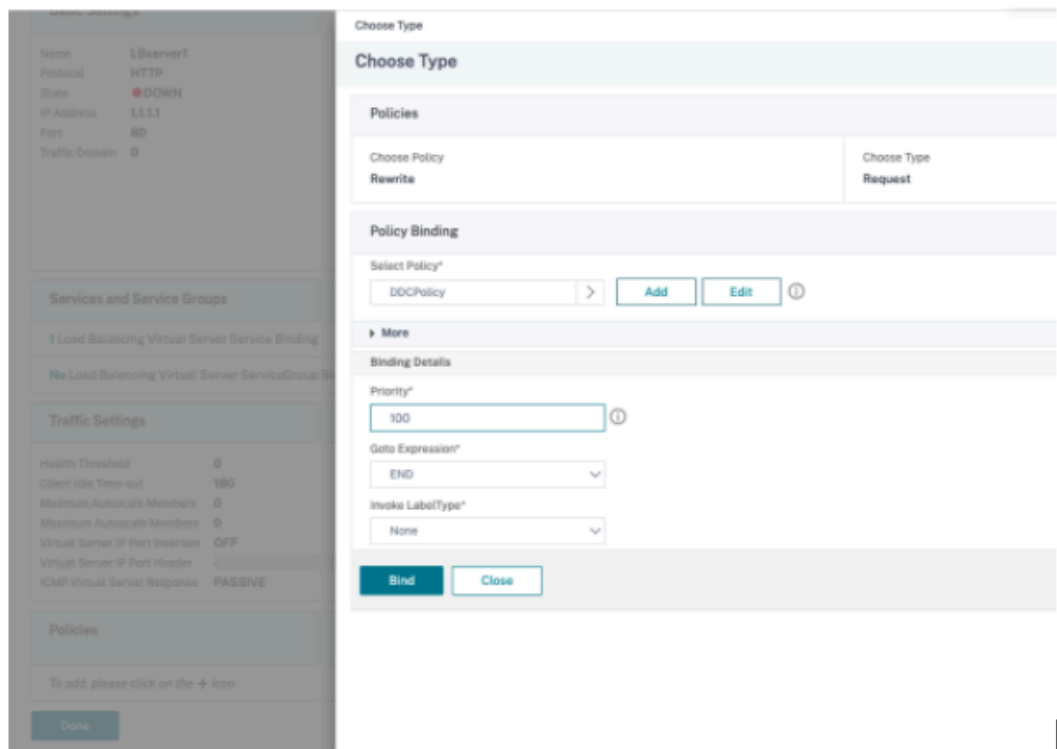 Basic Settings
Name LBserver1
Protocol HTTP
State DOWN
IP Address 1.1.1.1
Port 80
Traffic Domain 0
Services and Service Groups
1 Load Balancing Virtual Server Service Binding
No Load Balancing Virtual Server ServiceGroup Bi
Traffic Settings
Health Threshold 0
Client Idle Time-out 180
Minimum Autoscale Members 0
Maximum Autoscale Members 0
Virtual Server IP Port Insertion OFF
Virtual Server IP Port Header -
ICMP Virtual Server Response PASSIVE
Policies
To add, please click on the + icon
Done
Choose Type
Choose Type
Policies
Choose Policy Choose Type
Rewrite Request
Policy Binding
Select Policy*
DDCPolicy > Add Edit
More
Binding Details
Priority*
100
Goto Expression*
END
Invoke LabelType*
None
Bind Close